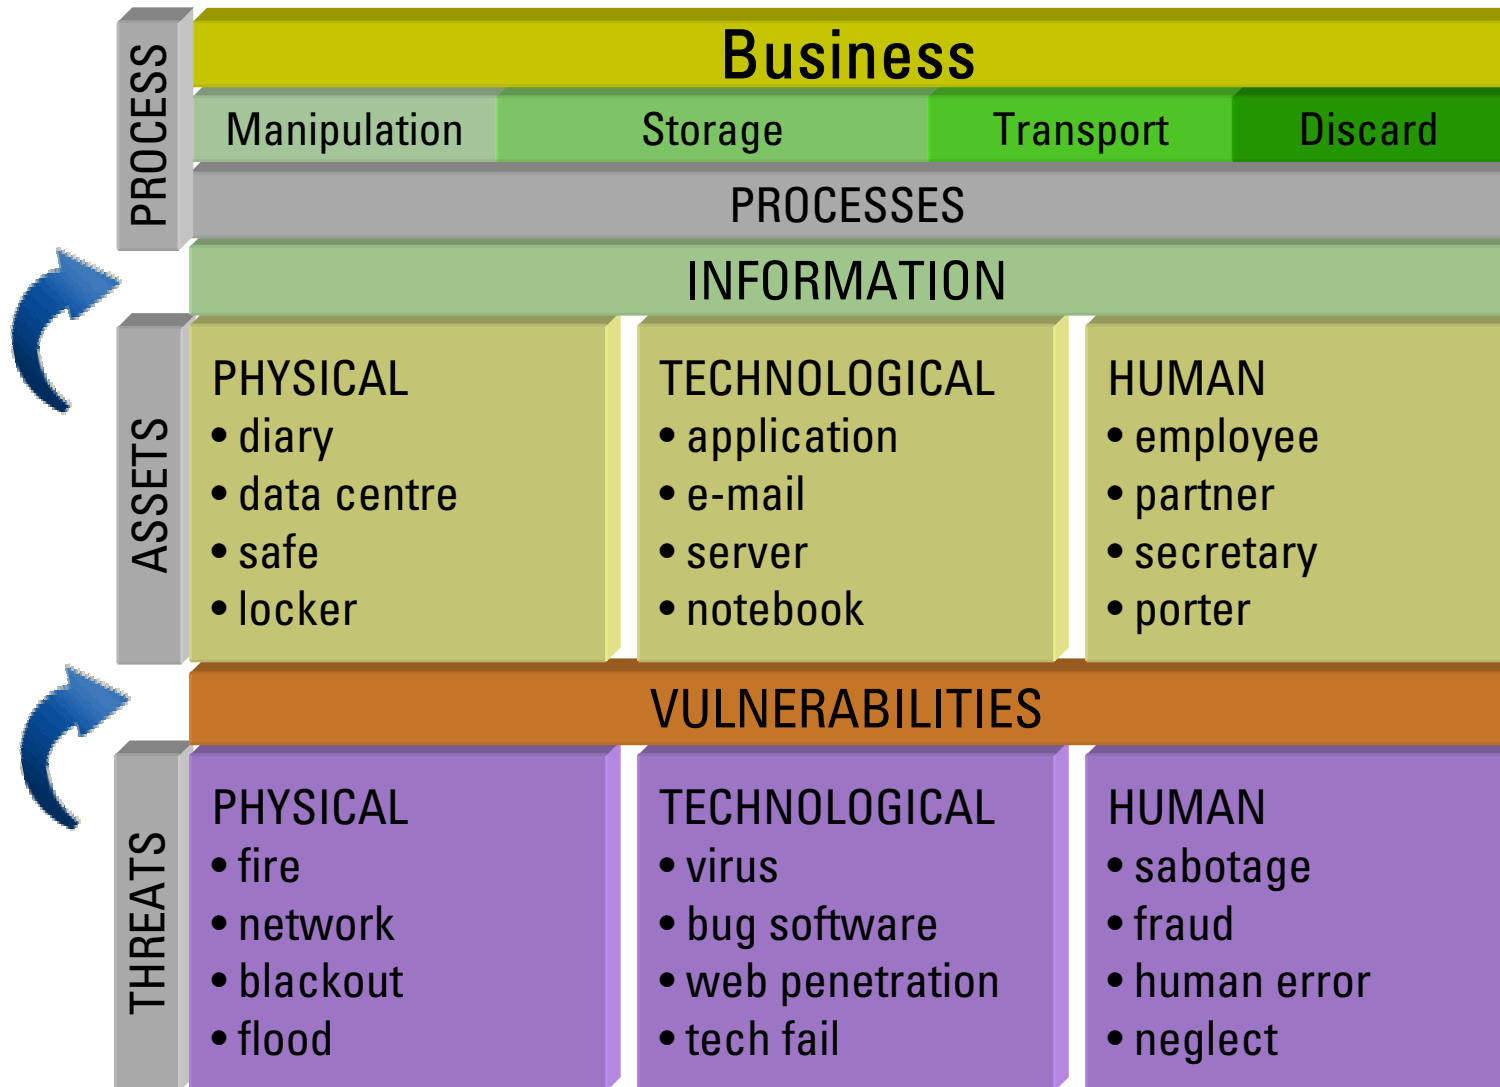 PROCESS
Business
Manipulation Storage Transport Discard
PROCESSES
INFORMATION
ASSETS
PHYSICAL
• diary
• data centre
• safe
• locker
TECHNOLOGICAL
• application
• e-mail
• server
• notebook
HUMAN
• employee
• partner
• secretary
• porter
VULNERABILITIES
THREATS
PHYSICAL
• fire
• network
• blackout
• flood
TECHNOLOGICAL
• virus
• bug software
• web penetration
• tech fail
HUMAN
• sabotage
• fraud
• human error
• neglect